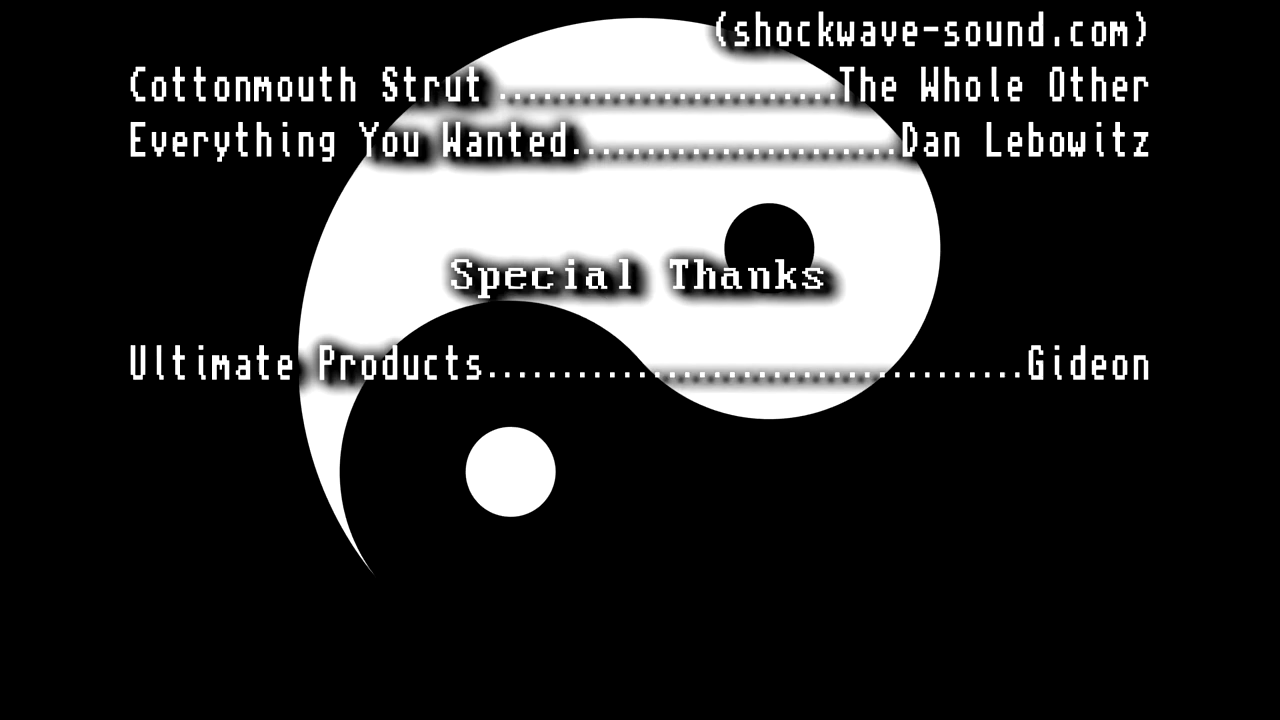 (shockwave-sound.com)
Cottonmouth Strut .......................The Whole Other
Everything You Wanted......................Dan Lebowitz
Special Thanks
Ultimate Products....................................Gideon